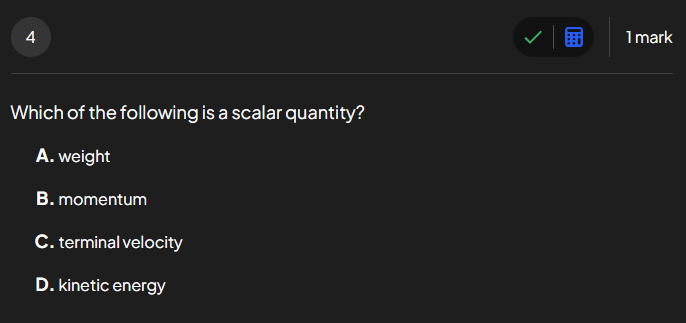 4
1 mark
Which of the following is a scalar quantity?
A. weight
B. momentum
C. terminal velocity
D. kinetic energy